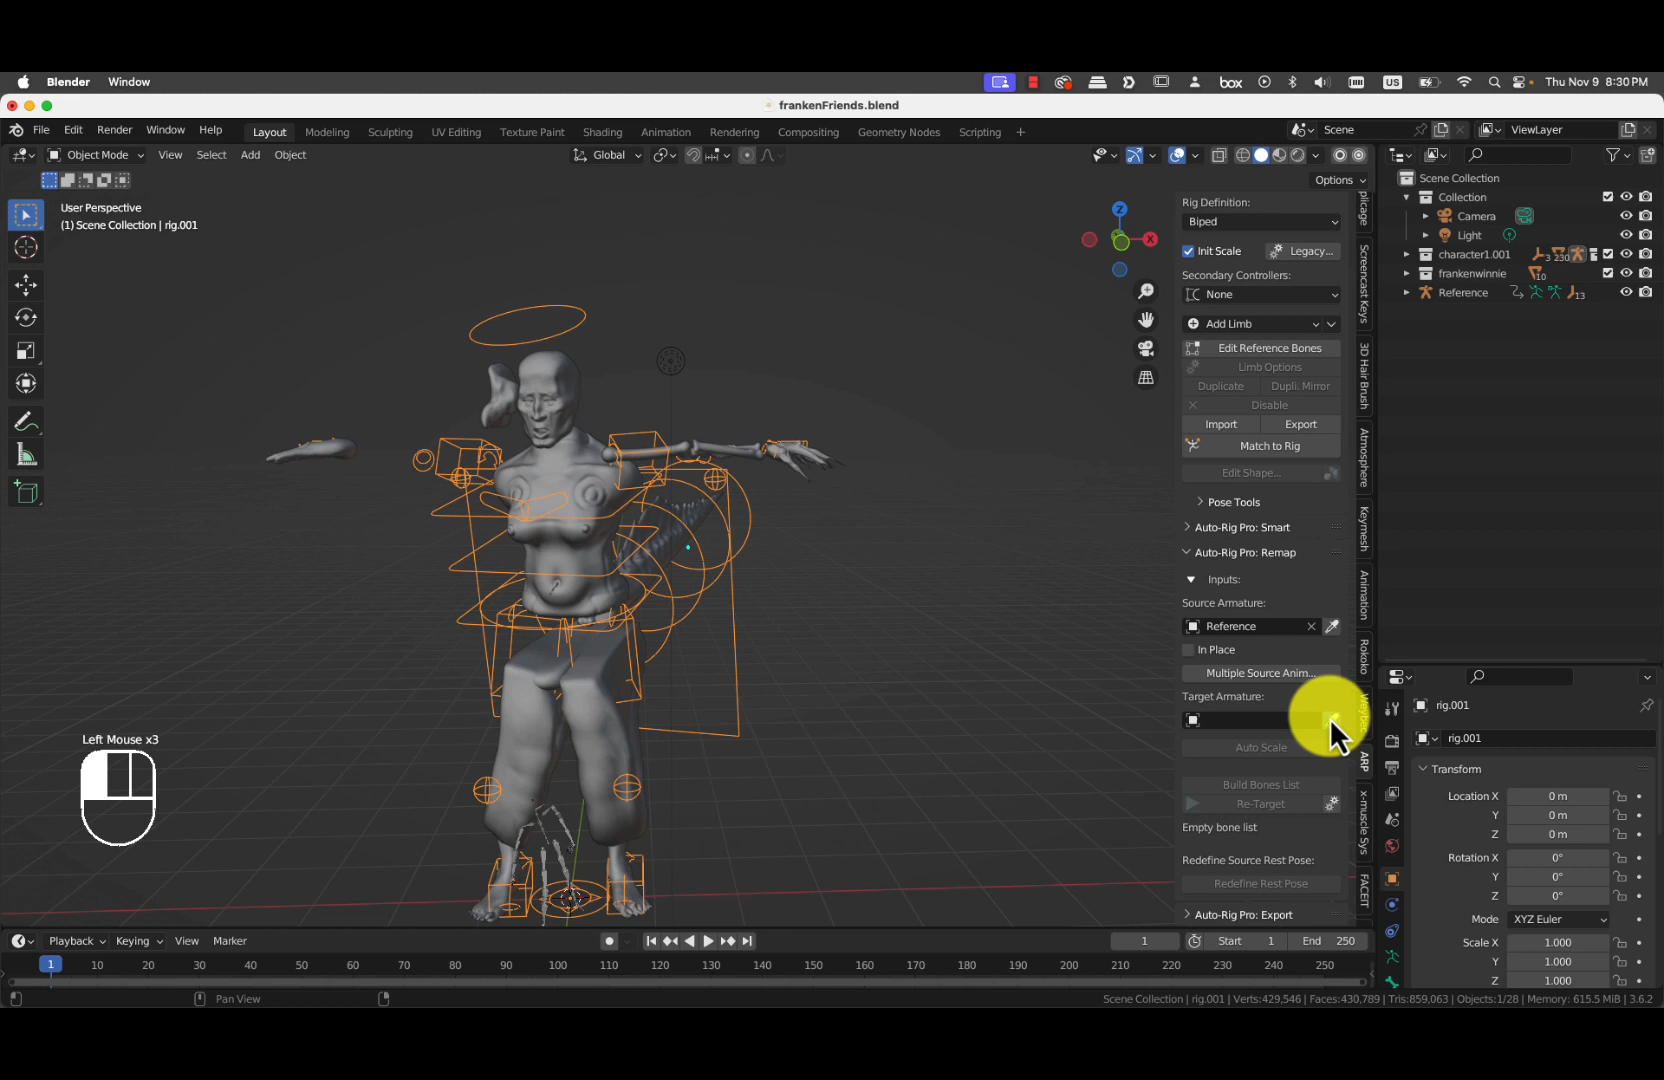 Blender Window
box US Thu Nov 9 8:30 PM
frankenFriends.blend
File Edit Render Window Help Layout Modeling Sculpting UV Editing Texture Paint Shading Animation Rendering Compositing Geometry Nodes Scripting + Scene ViewLayer
Object Mode View Select Add Object Global
Options
User Perspective
(1) Scene Collection | rig.001
Z
X
Left Mouse x3
Rig Definition:
Biped
Init Scale Legacy...
Secondary Controllers:
None
Add Limb
Edit Reference Bones
Limb Options
Duplicate Dupli. Mirror
Disable
Import Export
Match to Rig
Edit Shape...
Pose Tools
Auto-Rig Pro: Smart
Auto-Rig Pro: Remap
Inputs:
Source Armature:
Reference
In Place
Multiple Source Anim...
Target Armature:
Auto Scale
Build Bones List
Re-Target
Empty bone list
Redefine Source Rest Pose:
Redefine Rest Pose
Auto-Rig Pro: Export
plicage
Screencast Keys
3D Hair Brush
Atmosphere
Keymesh
Animation
Rokoko
ARP
x-muscle Sys
FACEIT
Scene Collection
Collection
Camera
Light
character1.001 3 230
frankenwinnie 10
Reference 13
rig.001
rig.001
Transform
Location X 0 m
Y 0 m
Z 0 m
Rotation X 0°
Y 0°
Z 0°
Mode XYZ Euler
Scale X 1.000
Y 1.000
Z 1.000
Playback Keying View Marker 1 Start 1 End 250
1 10 20 30 40 50 60 70 80 90 100 110 120 130 140 150 160 170 180 190 200 210 220 230 240 250
Pan View
Scene Collection | rig.001 | Verts:429,546 | Faces:430,789 | Tris:859,063 | Objects:1/28 | Memory: 615.5 MiB | 3.6.2